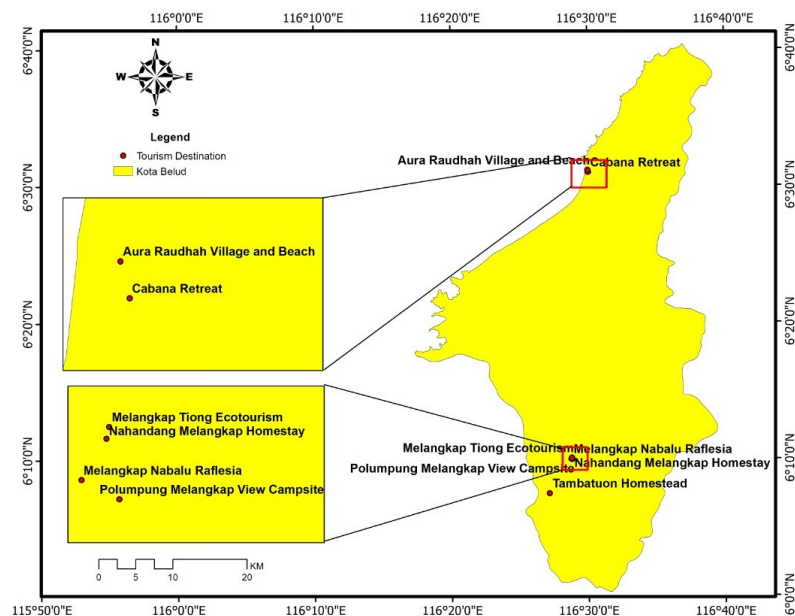 116°0'0"N
116°10'0"N
116°20'0"N
116°30'0"N
116°40'0"N
6°40'0"N
6°40'0"N
N
W
E
S
Legend
Tourism Destination
Kota Belud
Aura Raudhah Village and Beach
Cabana Retreat
6°30'0"N
6°30'0"N
Aura Raudhah Village and Beach
Cabana Retreat
6°20'0"N
6°20'0"N
Melangkap Tiong Ecotourism
Nahandang Melangkap Homestay
Melangkap Nabalu Raflesia
Polumpung Melangkap View Campsite
Melangkap Tiong Ecotourism
Melangkap Nabalu Raflesia
Polumpung Melangkap View Campsite
Nahandang Melangkap Homestay
Tambatuon Homestead
6°10'0"N
6°10'0"N
KM
0 5 10 20
6°0'0"N
115°50'0"N
116°0'0"N
116°10'0"N
116°20'0"N
116°30'0"N
116°40'0"N